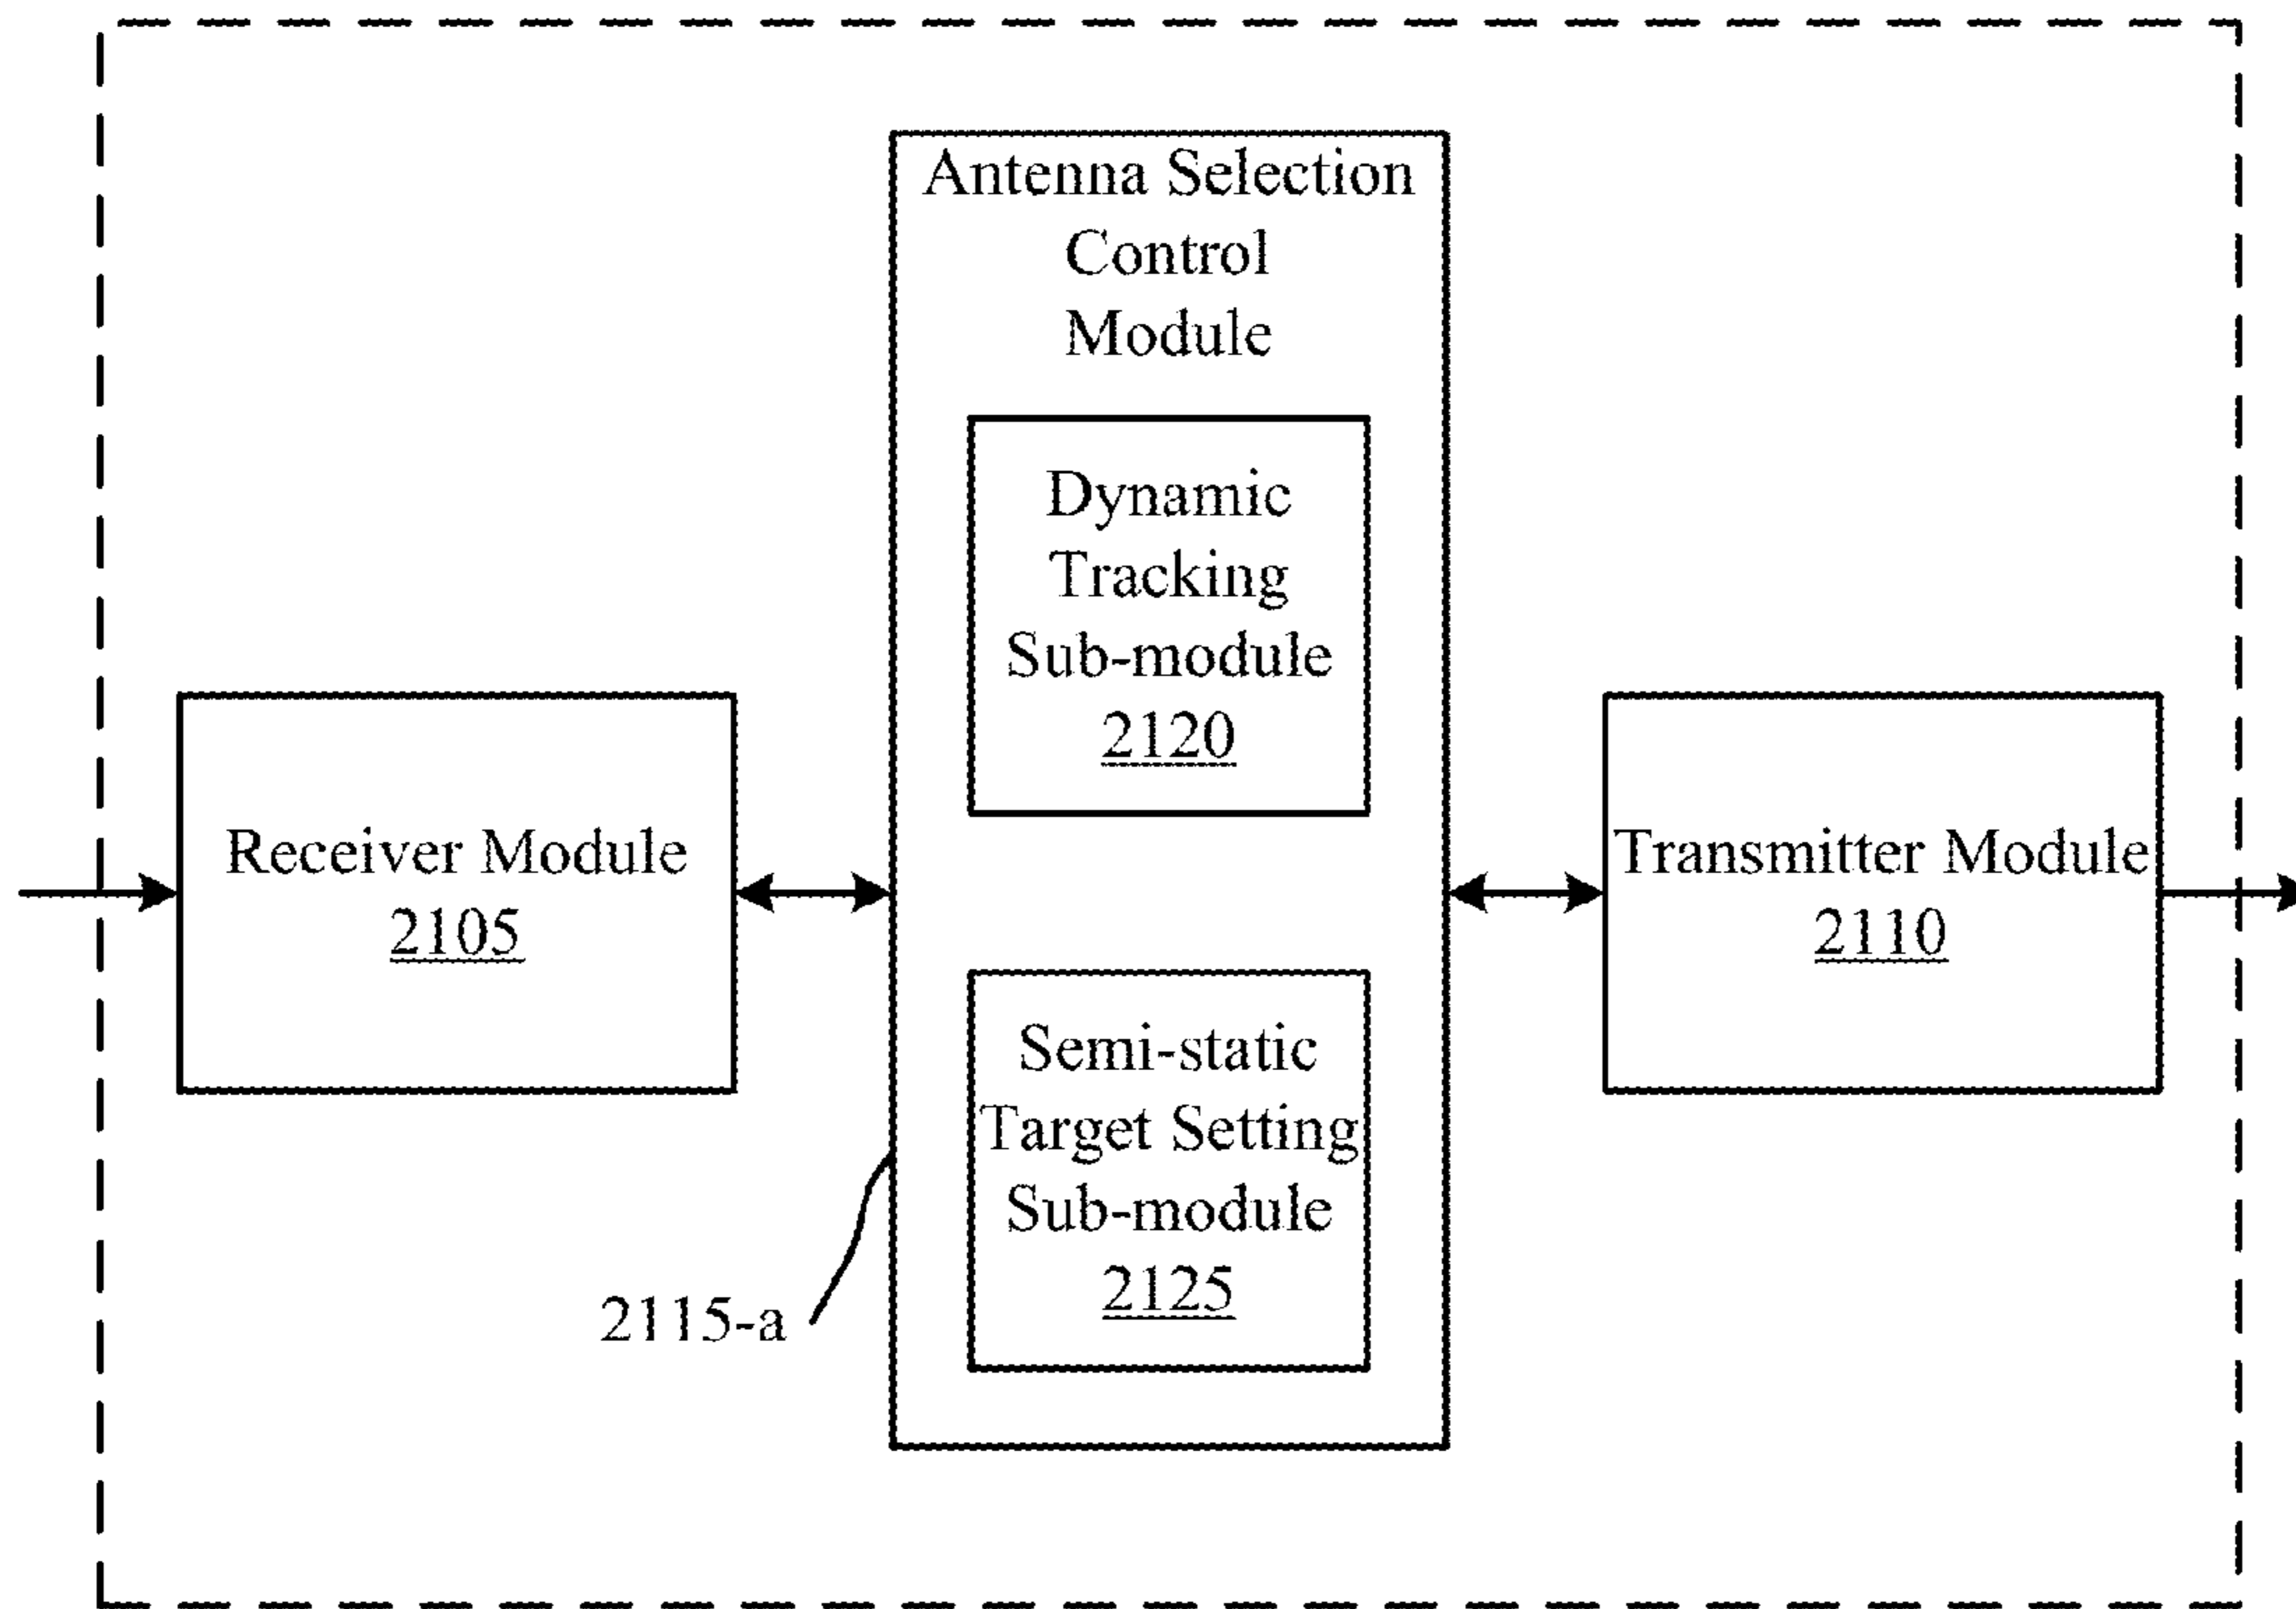 Antenna Selection
Control
Module
Dynamic
Tracking
Sub-module
2120
Receiver Module
2105
Transmitter Module
2110
Semi-static
Target Setting
Sub-module
2125
2115-a